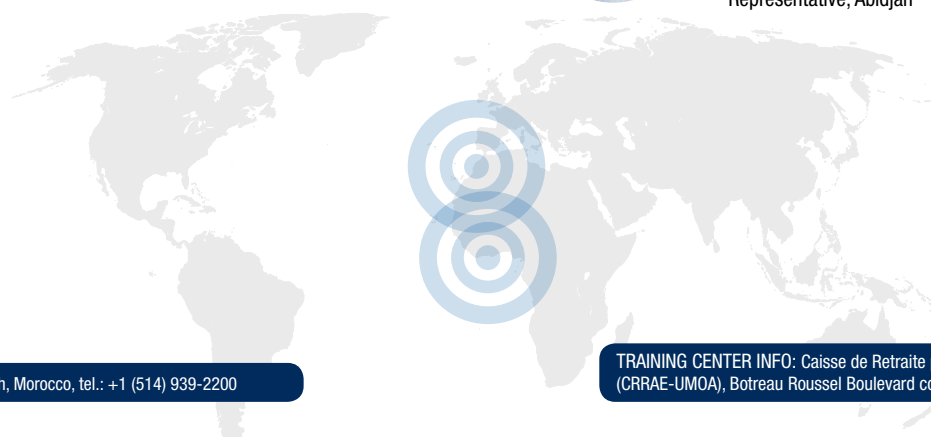 Representative, Abidjan
Morocco, tel.: +1 (514) 939-2200
TRAINING CENTER INFO: Caisse de Retraite
(CRRAE-UMOA), Botreau Roussel Boulevard